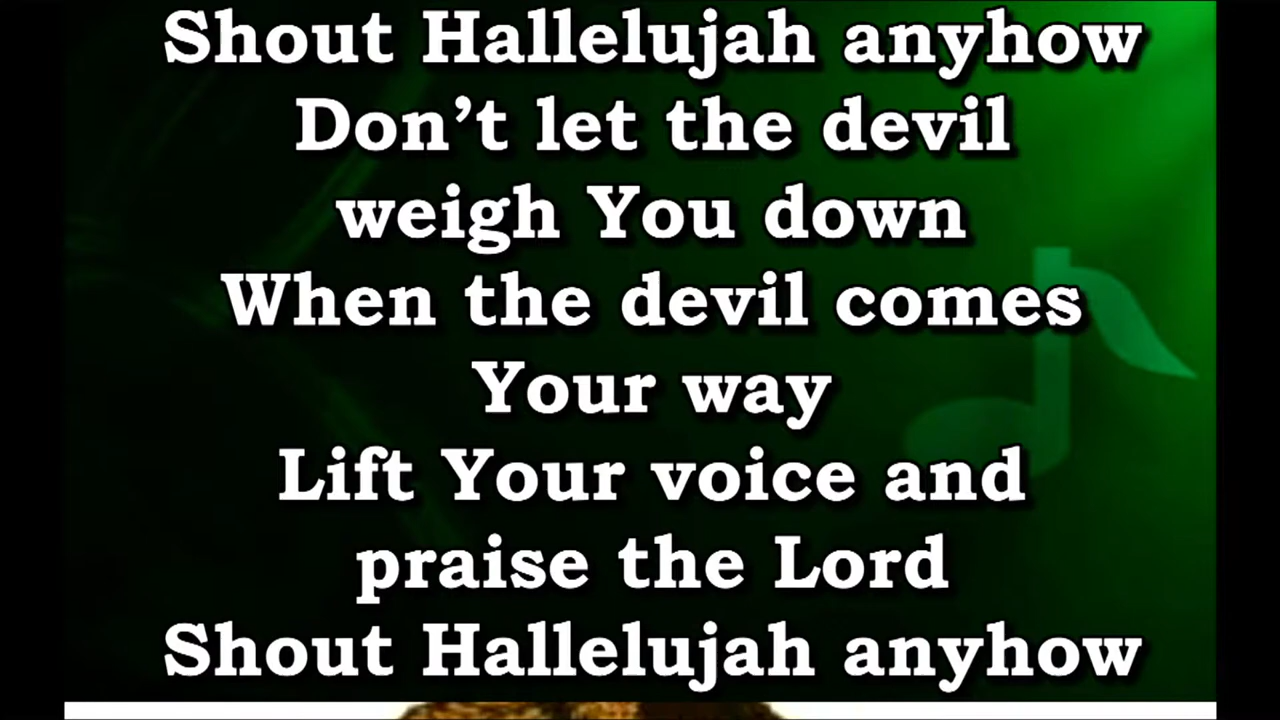 Shout Hallelujah anyhow
Don’t let the devil
weigh You down
When the devil comes
Your way
Lift Your voice and
praise the Lord
Shout Hallelujah anyhow